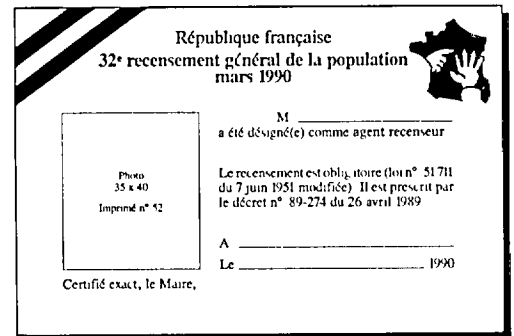 République française
32e recensement général de la population
mars 1990
M
a été désigné(e) comme agent recenseur
Photo
35 x 40
Imprimé n° 52
Le recensement est obligatoire (loi n° 51 711
du 7 juin 1951 modifiée) Il est prescrit par
le décret n° 89-274 du 26 avril 1989
A
Le 1990
Certifié exact, le Maire,